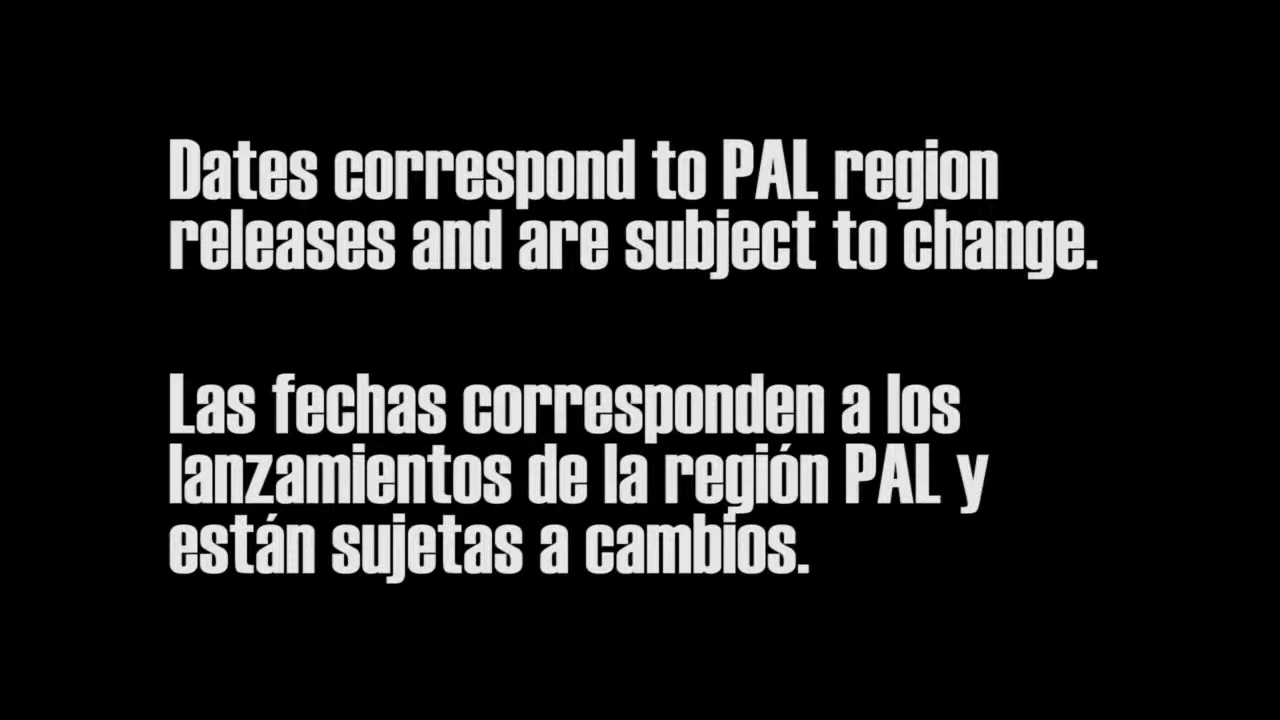 Dates correspond to PAL region
releases and are subject to change.
Las fechas corresponden a los
lanzamientos de la región PAL y
están sujetas a cambios.